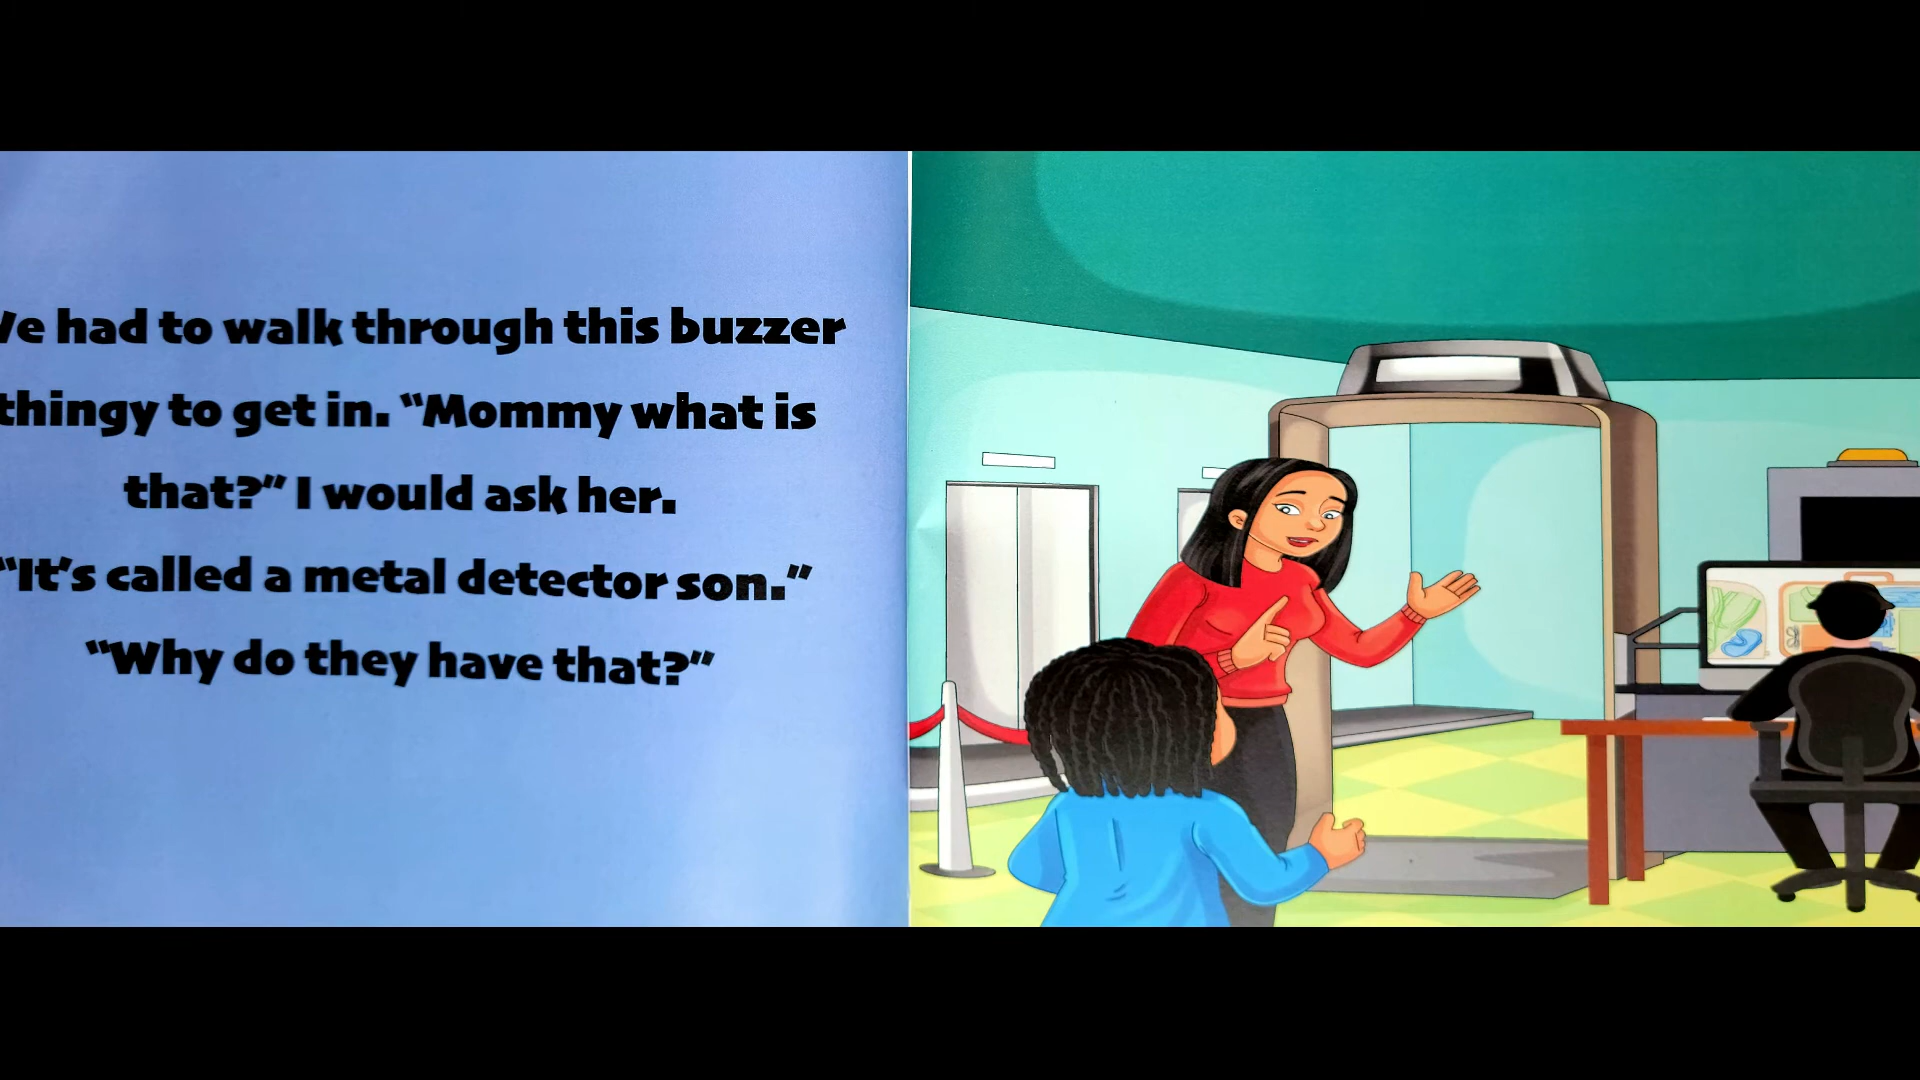 We had to walk through this buzzer
thingy to get in. “Mommy what is
that?” I would ask her.
“It’s called a metal detector son.”
“Why do they have that?”